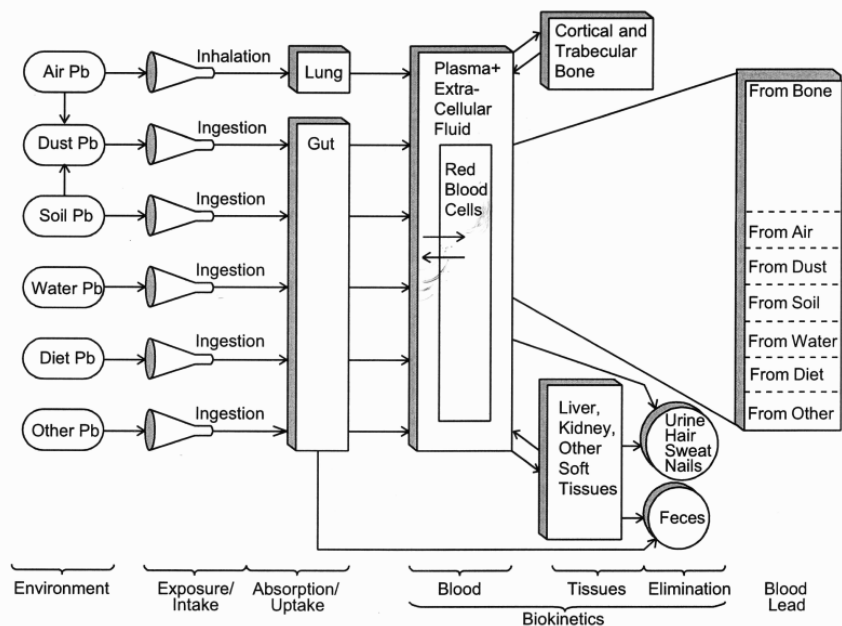 Air Pb
Dust Pb
Soil Pb
Water Pb
Diet Pb
Other Pb
Inhalation
Ingestion
Ingestion
Ingestion
Ingestion
Ingestion
Lung
Gut
Plasma+
Extra-
Cellular
Fluid
Red
Blood
Cells
Cortical and
Trabecular
Bone
Liver,
Kidney,
Other
Soft
Tissues
Urine
Hair
Sweat
Nails
Feces
From Bone
From Air
From Dust
From Soil
From Water
From Diet
From Other
Environment
Exposure/
Intake
Absorption/
Uptake
Blood
Tissues
Elimination
Biokinetics
Blood
Lead